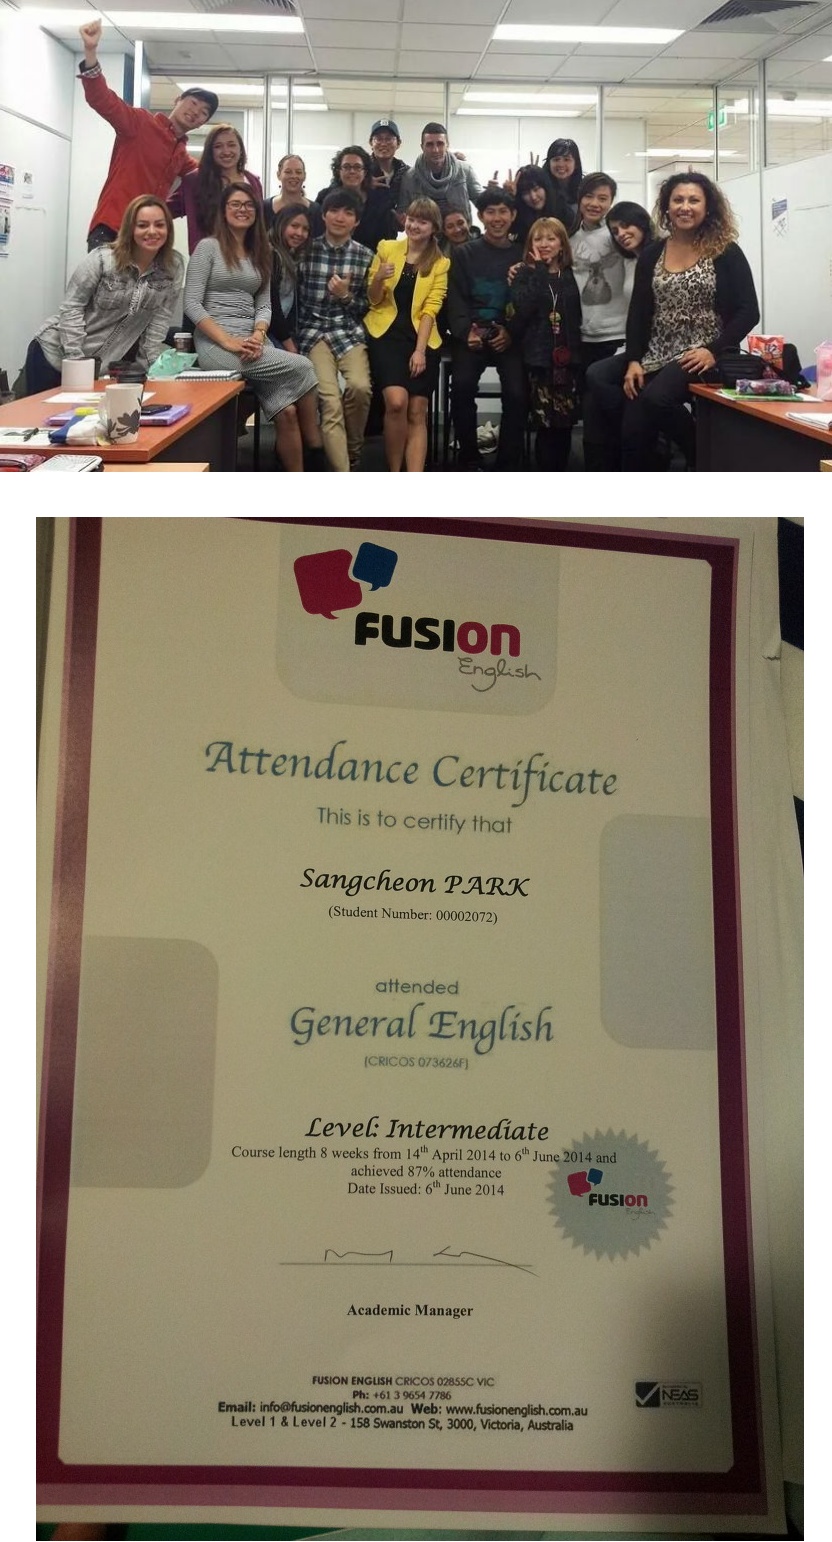 FUSION
English
Attendance Certificate
This is to certify that
Sangcheon PARK
(Student Number: 00002072)
attended
General English
(CRICOS 073626F)
Level: Intermediate
Course length 8 weeks from 14th April 2014 to 6th June 2014 and
achieved 87% attendance
Date Issued: 6th June 2014
FUSION
English
Academic Manager
FUSION ENGLISH CRICOS 02855C VIC
Ph: +61 3 9654 7786
Email: info@fusionenglish.com.au Web: www.fusionenglish.com.au
Level 1 & Level 2 - 158 Swanston St, 3000, Victoria, Australia
NEAS
AUSTRALIA